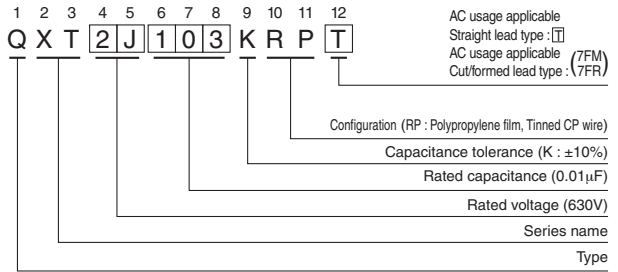 1 2 3 4 5 6 7 8 9 10 11 12
Q X T 2 J 1 0 3 K R P T
AC usage applicable
Straight lead type : T
AC usage applicable (7FM)
Cut/formed lead type : (7FR)
Configuration (RP : Polypropylene film, Tinned CP wire)
Capacitance tolerance (K : ±10%)
Rated capacitance (0.01μF)
Rated voltage (630V)
Series name
Type